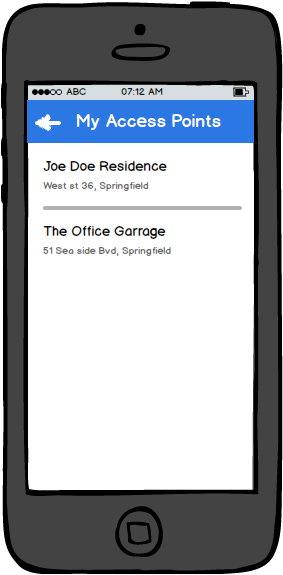 ABC 07:12 AM
My Access Points
Joe Doe Residence
West st 36, Springfield
The Office Garrage
51 Sea side Bvd, Springfield